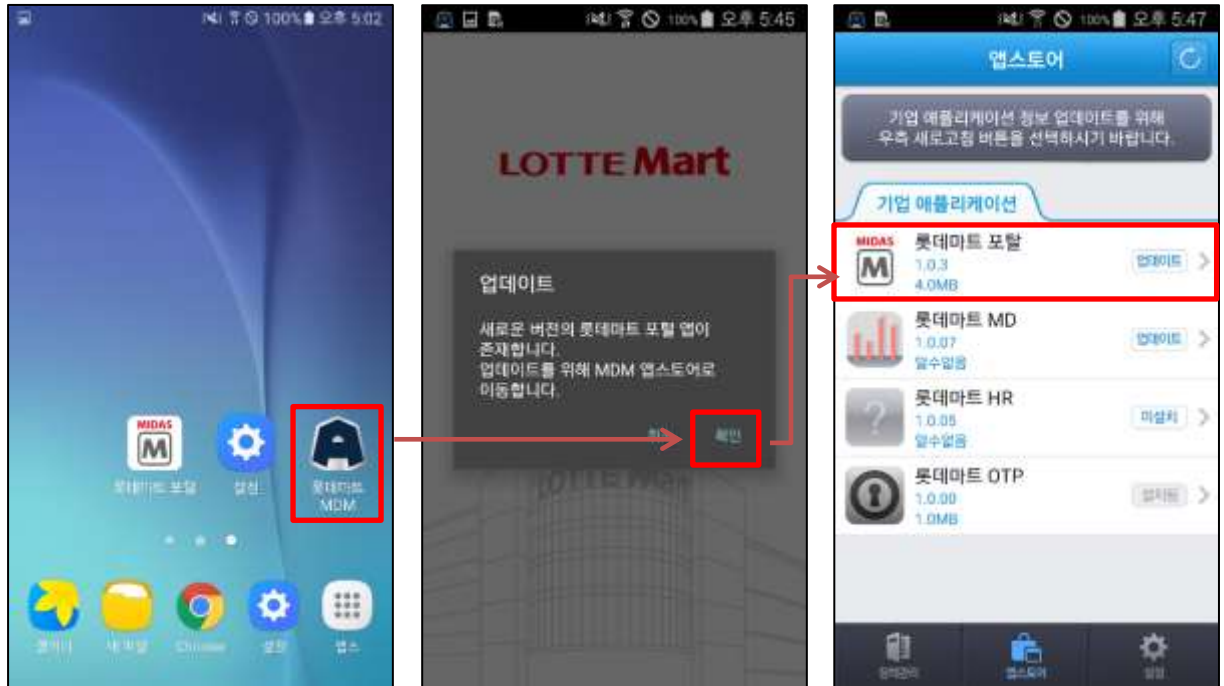 100% 오후 5:02
MIDAS
M
롯데마트 포탈
설정
롯데마트
MDM
Chrome
설정
앱스
100% 오후 5:45
LOTTE Mart
업데이트
새로운 버전의 롯데마트 포탈 앱이
존재합니다.
업데이트를 위해 MDM 앱스토어로
이동합니다.
확인
LOTTE Mart
100% 오후 5:47
앱스토어
기업 애플리케이션 정보 업데이트를 위해
우측 새로고침 버튼을 선택하시기 바랍니다.
기업 애플리케이션
MIDAS
M
롯데마트 포탈
1.0.3
4.0MB
업데이트
롯데마트 MD
1.0.07
알수없음
업데이트
?
롯데마트 HR
1.0.05
알수없음
미설치
롯데마트 OTP
1.0.00
1.0MB
설치됨
앱스토어
설정